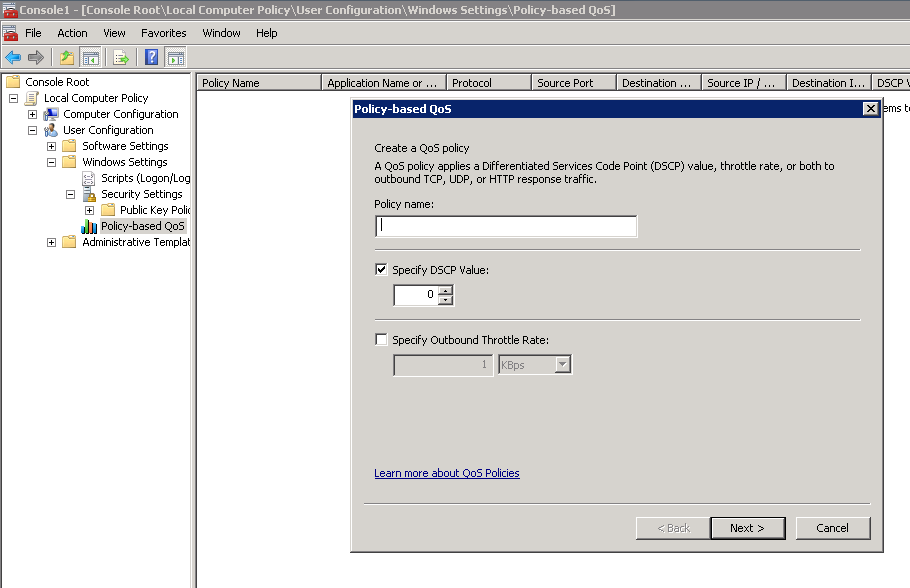 Console1 - [Console Root\Local Computer Policy\User Configuration\Windows Settings\Policy-based QoS]
File Action View Favorites Window Help
Console Root
Local Computer Policy
Computer Configuration
User Configuration
Software Settings
Windows Settings
Scripts (Logon/Log
Security Settings
Public Key Polic
Policy-based QoS
Administrative Templat
Policy Name Application Name or ... Protocol Source Port Destination ... Source IP / ... Destination I... DSCP V
ems to
Policy-based QoS
Create a QoS policy
A QoS policy applies a Differentiated Services Code Point (DSCP) value, throttle rate, or both to
outbound TCP, UDP, or HTTP response traffic.
Policy name:
Specify DSCP Value:
0
Specify Outbound Throttle Rate:
1 KBps
Learn more about QoS Policies
< Back Next > Cancel